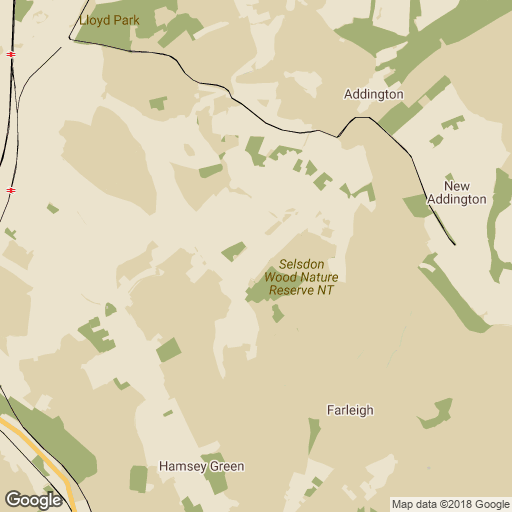 Lloyd Park
Addington
New
Addington
Selsdon
Wood Nature
Reserve NT
Farleigh
Hamsey Green
Google
Map data ©2018 Google